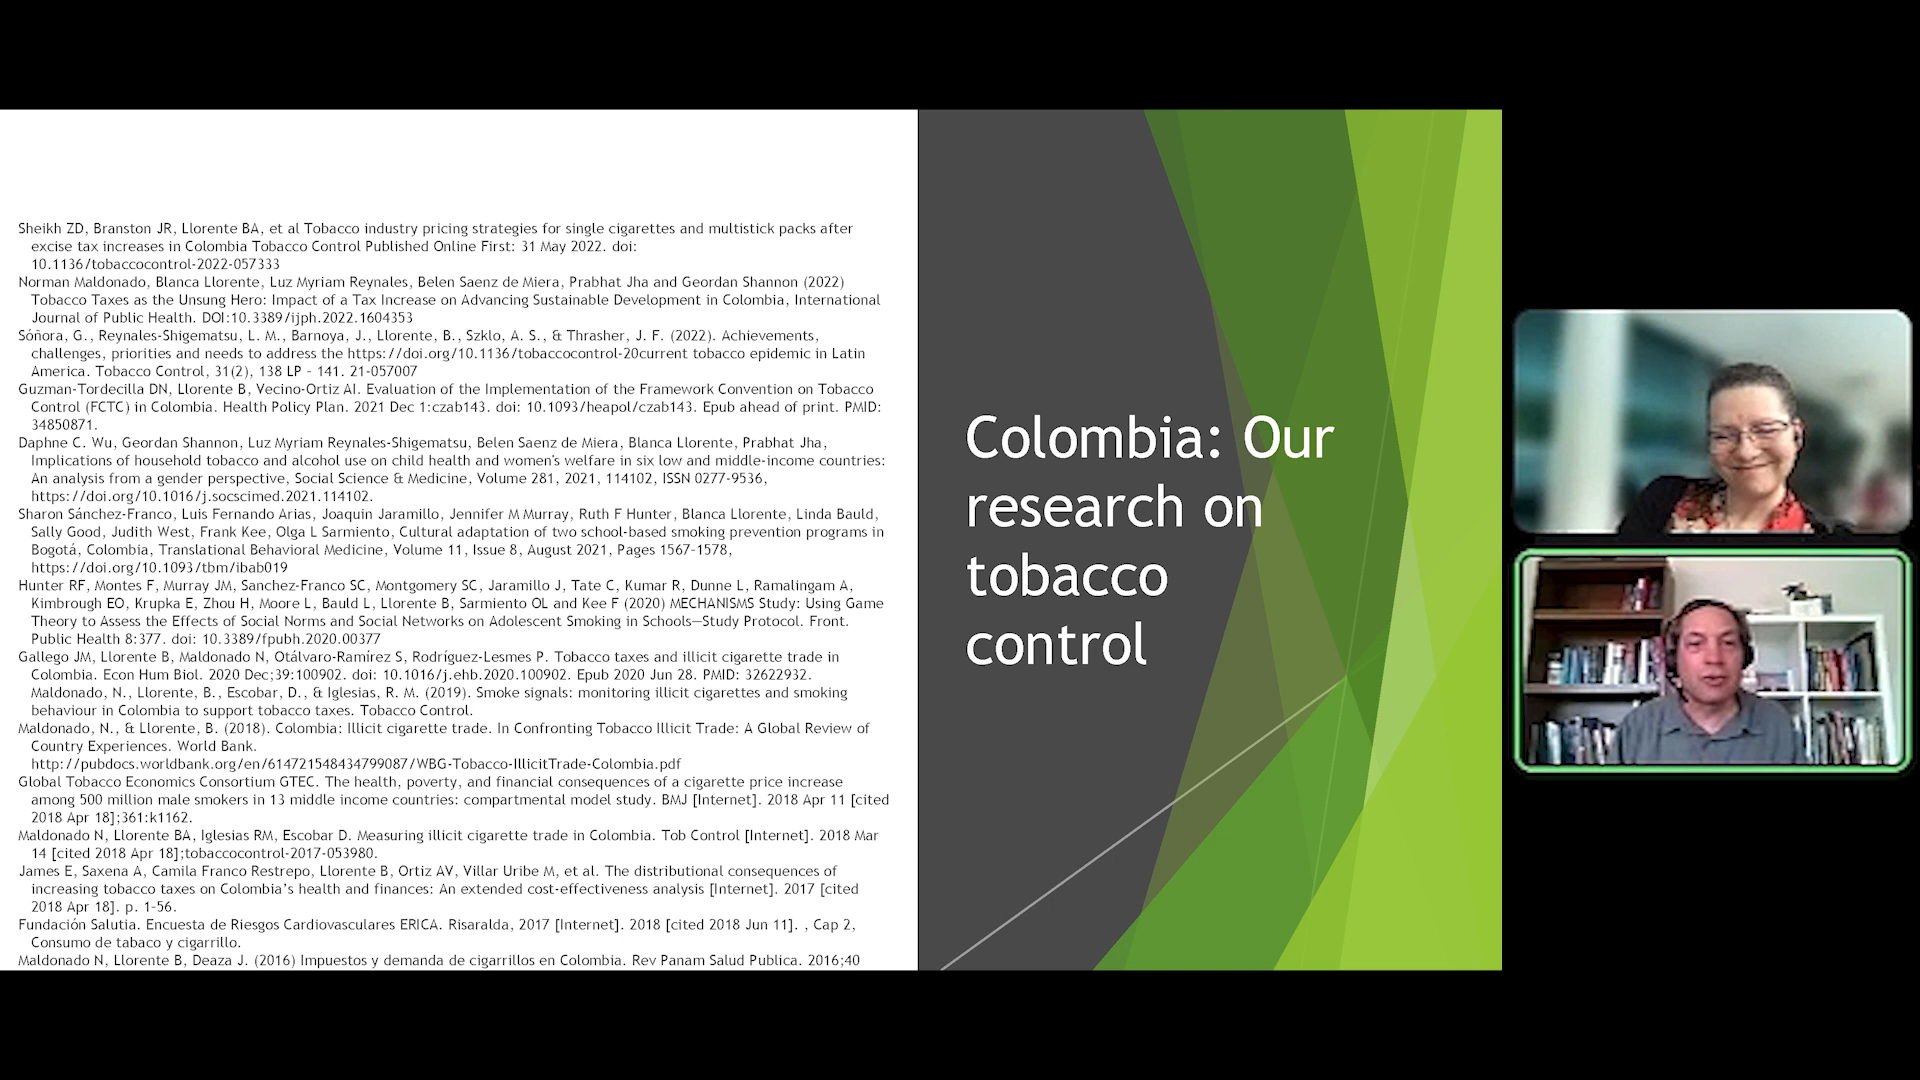 Sheikh ZD, Branston JR, Llorente BA, et al Tobacco industry pricing strategies for single cigarettes and multistick packs after
excise tax increases in Colombia Tobacco Control Published Online First: 31 May 2022. doi:
10.1136/tobaccocontrol-2022-057333
Norman Maldonado, Blanca Llorente, Luz Myriam Reynales, Belen Saenz de Miera, Prabhat Jha and Geordan Shannon (2022)
Tobacco Taxes as the Unsung Hero: Impact of a Tax Increase on Advancing Sustainable Development in Colombia, International
Journal of Public Health. DOI:10.3389/ijph.2022.1604353
Sóñora, G., Reynales-Shigematsu, L. M., Barnoya, J., Llorente, B., Szklo, A. S., & Thrasher, J. F. (2022). Achievements,
challenges, priorities and needs to address the https://doi.org/10.1136/tobaccocontrol-20current tobacco epidemic in Latin
America. Tobacco Control, 31(2), 138 LP – 141. 21-057007
Guzman-Tordecilla DN, Llorente B, Vecino-Ortiz AI. Evaluation of the Implementation of the Framework Convention on Tobacco
Control (FCTC) in Colombia. Health Policy Plan. 2021 Dec 1:czab143. doi: 10.1093/heapol/czab143. Epub ahead of print. PMID:
34850871.
Daphne C. Wu, Geordan Shannon, Luz Myriam Reynales-Shigematsu, Belen Saenz de Miera, Blanca Llorente, Prabhat Jha,
Implications of household tobacco and alcohol use on child health and women's welfare in six low and middle-income countries:
An analysis from a gender perspective, Social Science & Medicine, Volume 281, 2021, 114102, ISSN 0277-9536,
https://doi.org/10.1016/j.socscimed.2021.114102.
Sharon Sánchez-Franco, Luis Fernando Arias, Joaquin Jaramillo, Jennifer M Murray, Ruth F Hunter, Blanca Llorente, Linda Bauld,
Sally Good, Judith West, Frank Kee, Olga L Sarmiento, Cultural adaptation of two school-based smoking prevention programs in
Bogotá, Colombia, Translational Behavioral Medicine, Volume 11, Issue 8, August 2021, Pages 1567–1578,
https://doi.org/10.1093/tbm/ibab019
Hunter RF, Montes F, Murray JM, Sanchez-Franco SC, Montgomery SC, Jaramillo J, Tate C, Kumar R, Dunne L, Ramalingam A,
Kimbrough EO, Krupka E, Zhou H, Moore L, Bauld L, Llorente B, Sarmiento OL and Kee F (2020) MECHANISMS Study: Using Game
Theory to Assess the Effects of Social Norms and Social Networks on Adolescent Smoking in Schools—Study Protocol. Front.
Public Health 8:377. doi: 10.3389/fpubh.2020.00377
Gallego JM, Llorente B, Maldonado N, Otálvaro-Ramírez S, Rodríguez-Lesmes P. Tobacco taxes and illicit cigarette trade in
Colombia. Econ Hum Biol. 2020 Dec;39:100902. doi: 10.1016/j.ehb.2020.100902. Epub 2020 Jun 28. PMID: 32622932.
Maldonado, N., Llorente, B., Escobar, D., & Iglesias, R. M. (2019). Smoke signals: monitoring illicit cigarettes and smoking
behaviour in Colombia to support tobacco taxes. Tobacco Control.
Maldonado, N., & Llorente, B. (2018). Colombia: Illicit cigarette trade. In Confronting Tobacco Illicit Trade: A Global Review of
Country Experiences. World Bank.
http://pubdocs.worldbank.org/en/614721548434799087/WBG-Tobacco-IllicitTrade-Colombia.pdf
Global Tobacco Economics Consortium GTEC. The health, poverty, and financial consequences of a cigarette price increase
among 500 million male smokers in 13 middle income countries: compartmental model study. BMJ [Internet]. 2018 Apr 11 [cited
2018 Apr 18];361:k1162.
Maldonado N, Llorente BA, Iglesias RM, Escobar D. Measuring illicit cigarette trade in Colombia. Tob Control [Internet]. 2018 Mar
14 [cited 2018 Apr 18];tobaccocontrol-2017-053980.
James E, Saxena A, Camila Franco Restrepo, Llorente B, Ortiz AV, Villar Uribe M, et al. The distributional consequences of
increasing tobacco taxes on Colombia's health and finances: An extended cost-effectiveness analysis [Internet]. 2017 [cited
2018 Apr 18]. p. 1–56.
Fundación Salutia. Encuesta de Riesgos Cardiovasculares ERICA. Risaralda, 2017 [Internet]. 2018 [cited 2018 Jun 11]. , Cap 2,
Consumo de tabaco y cigarrillo.
Maldonado N, Llorente B, Deaza J. (2016) Impuestos y demanda de cigarrillos en Colombia. Rev Panam Salud Publica. 2016;40
Colombia: Our
research on
tobacco
control